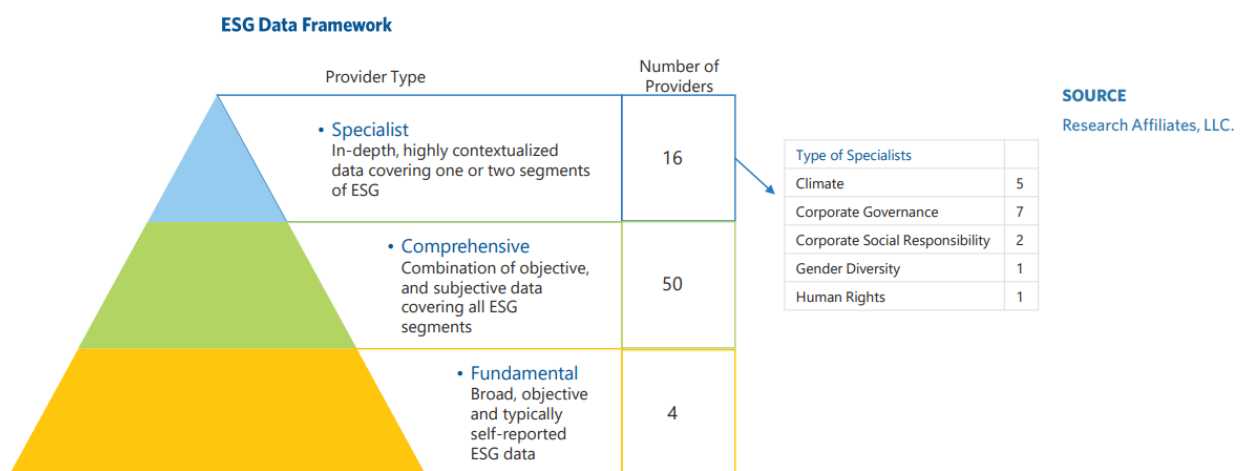 ESG Data Framework
Provider Type
Number of
Providers
• Specialist
In-depth, highly contextualized
data covering one or two segments
of ESG
16
• Comprehensive
Combination of objective,
and subjective data
covering all ESG
segments
50
• Fundamental
Broad, objective
and typically
self-reported
ESG data
4
Type of Specialists
Climate 5
Corporate Governance 7
Corporate Social Responsibility 2
Gender Diversity 1
Human Rights 1
SOURCE
Research Affiliates, LLC.